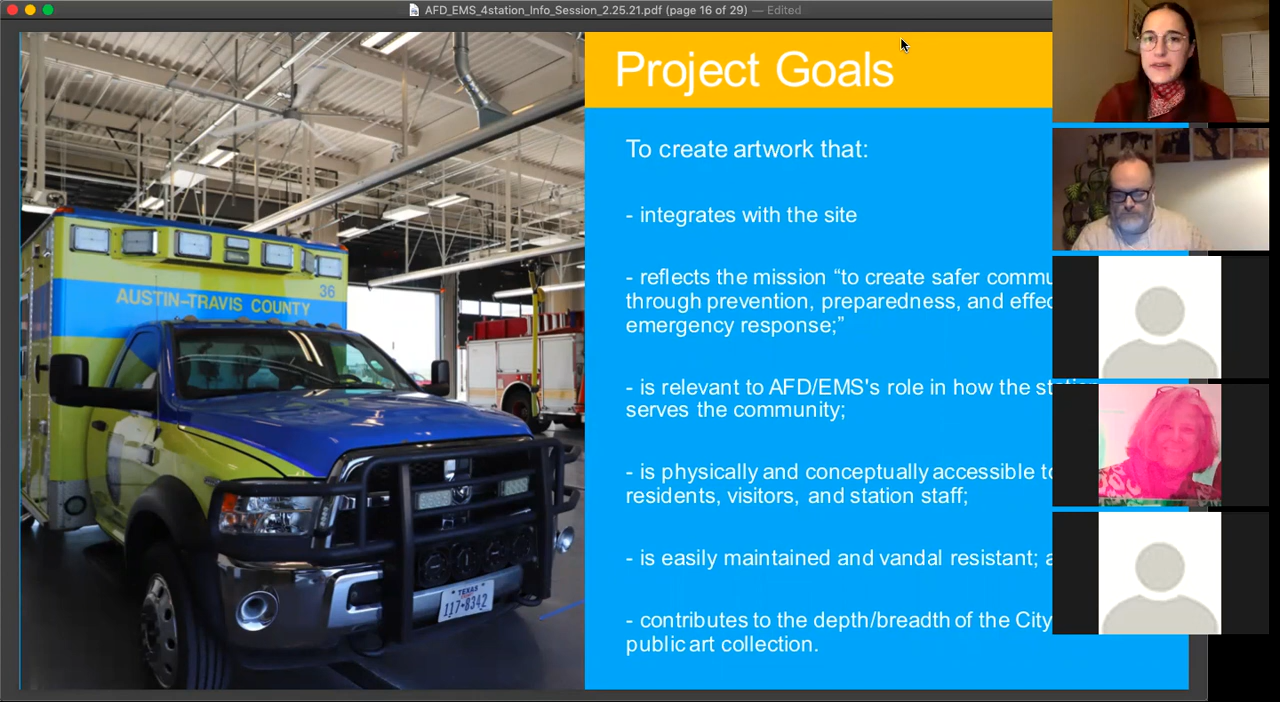 AFD_EMS_4station_Info_Session_2.25.21.pdf (page 16 of 29) — Edited
Project Goals
To create artwork that:
- integrates with the site
- reflects the mission “to create safer
through prevention, preparedness, and
emergency response;”
- is relevant to AFD/EMS's role in how the
serves the community;
- is physically and conceptually accessible
residents, visitors, and station staff;
- is easily maintained and vandal resistant;
- contributes to the depth/breadth of the City
public art collection.
36
AUSTIN–TRAVIS COUNTY
TEXAS
117•8342